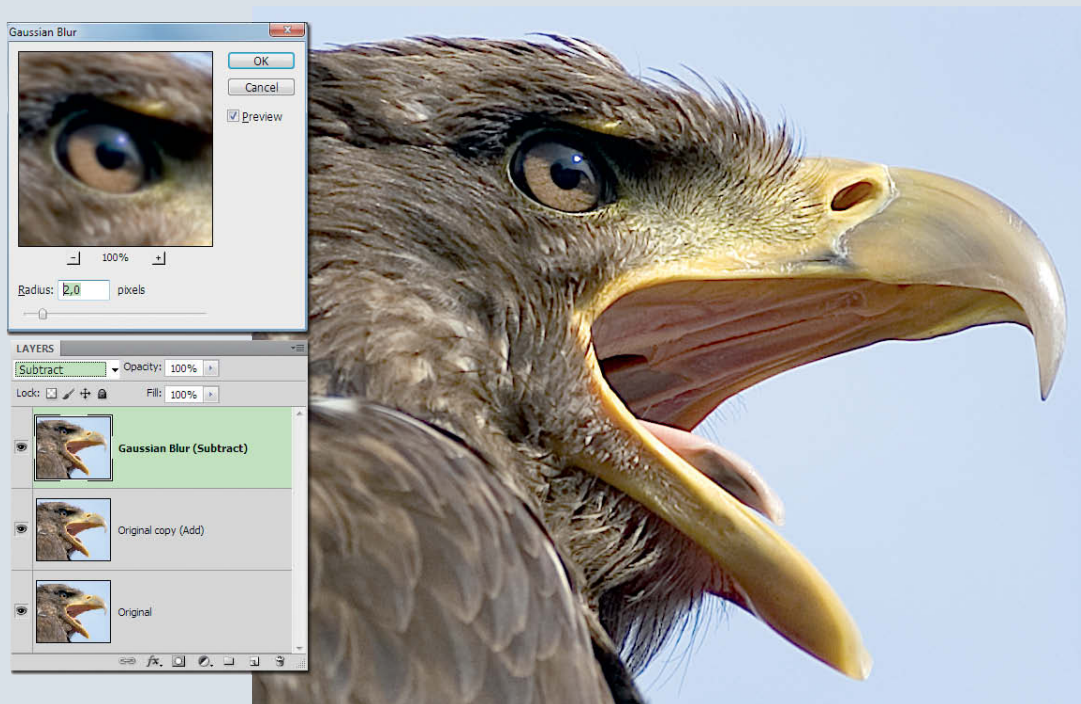 Gaussian Blur
OK
Cancel
Preview
100%
Radius: 2,0 pixels
LAYERS
Subtract Opacity: 100%
Lock: Fill: 100%
Gaussian Blur (Subtract)
Original copy (Add)
Original
fx.